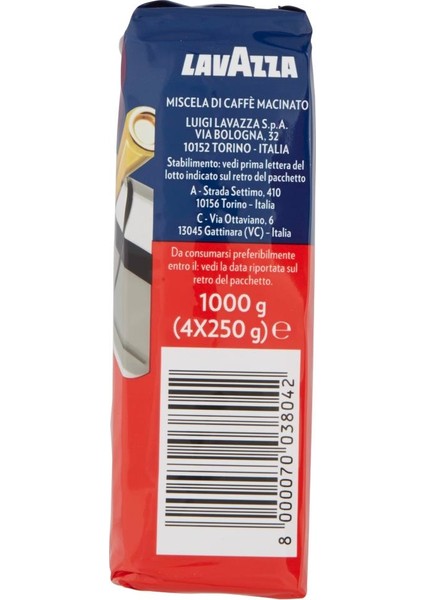 LAVAZZA
MISCELA DI CAFFÈ MACINATO
LUIGI LAVAZZA S.p.A.
VIA BOLOGNA, 32
10152 TORINO - ITALIA
Stabilimento: vedi prima lettera del
lotto indicato sul retro del pacchetto
A - Strada Settimo, 410
10156 Torino – Italia
C - Via Ottaviano, 6
13045 Gattinara (VC) – Italia
Da consumarsi preferibilmente
entro il: vedi la data riportata sul
retro del pacchetto.
1000 g
(4X250 g) ℮
8 000070 038042